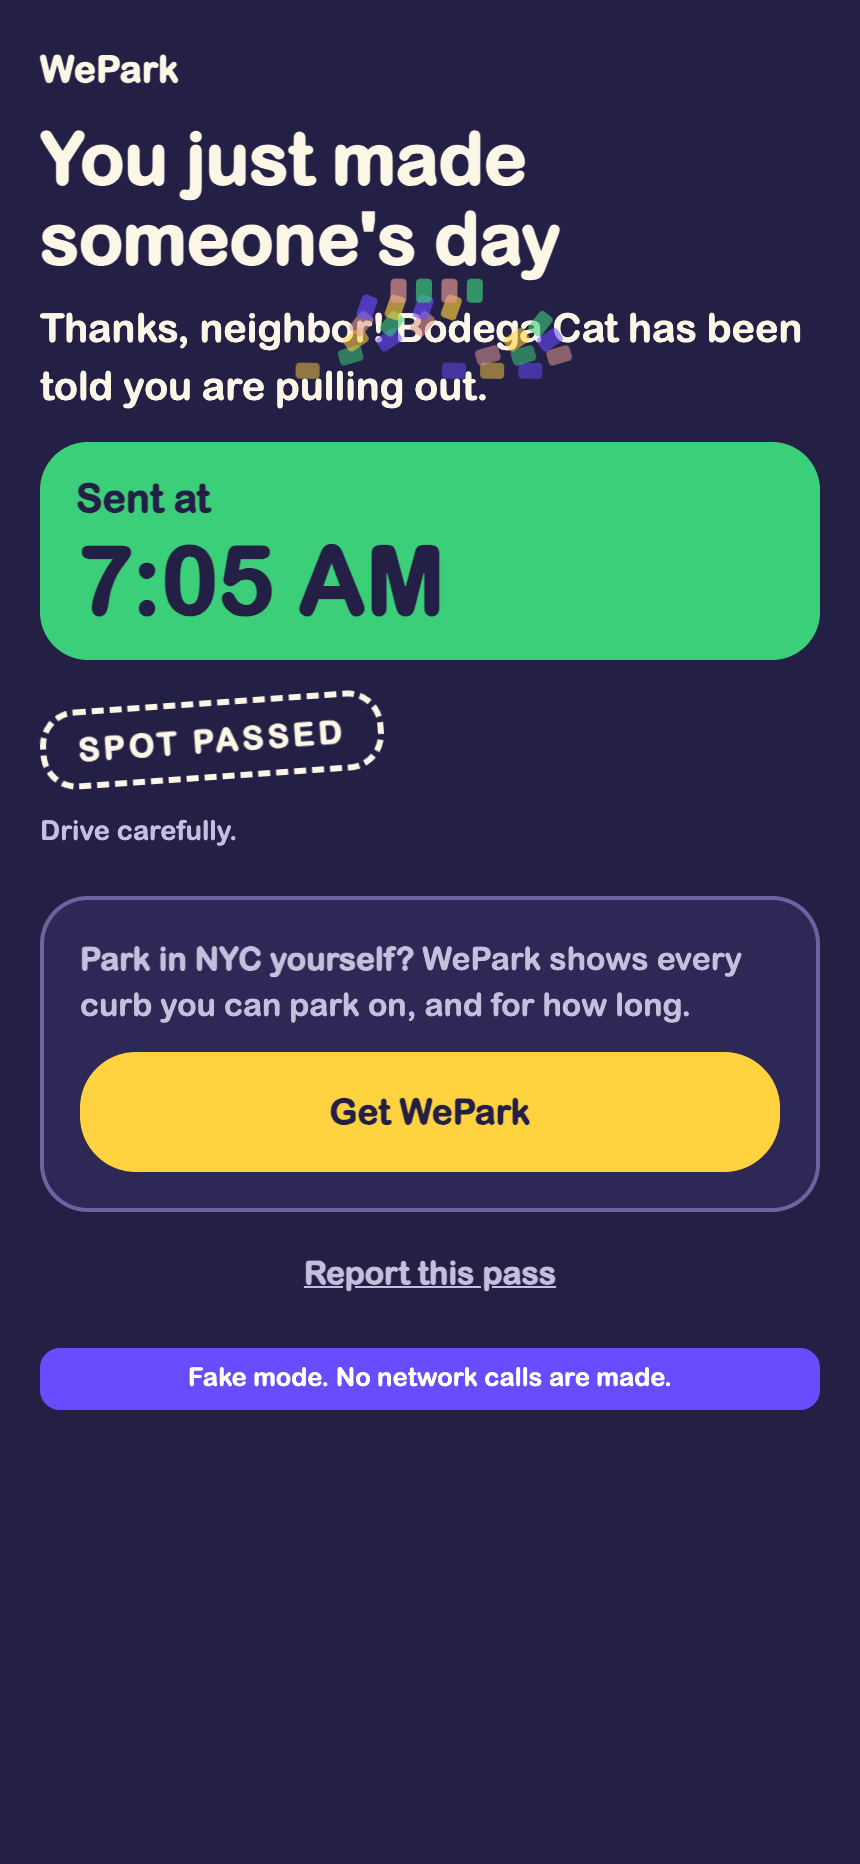 WePark
You just made
someone's day
Thanks, neighbor! Bodega Cat has been
told you are pulling out.
Sent at
7:05 AM
SPOT PASSED
Drive carefully.
Park in NYC yourself? WePark shows every
curb you can park on, and for how long.
Get WePark
Report this pass
Fake mode. No network calls are made.